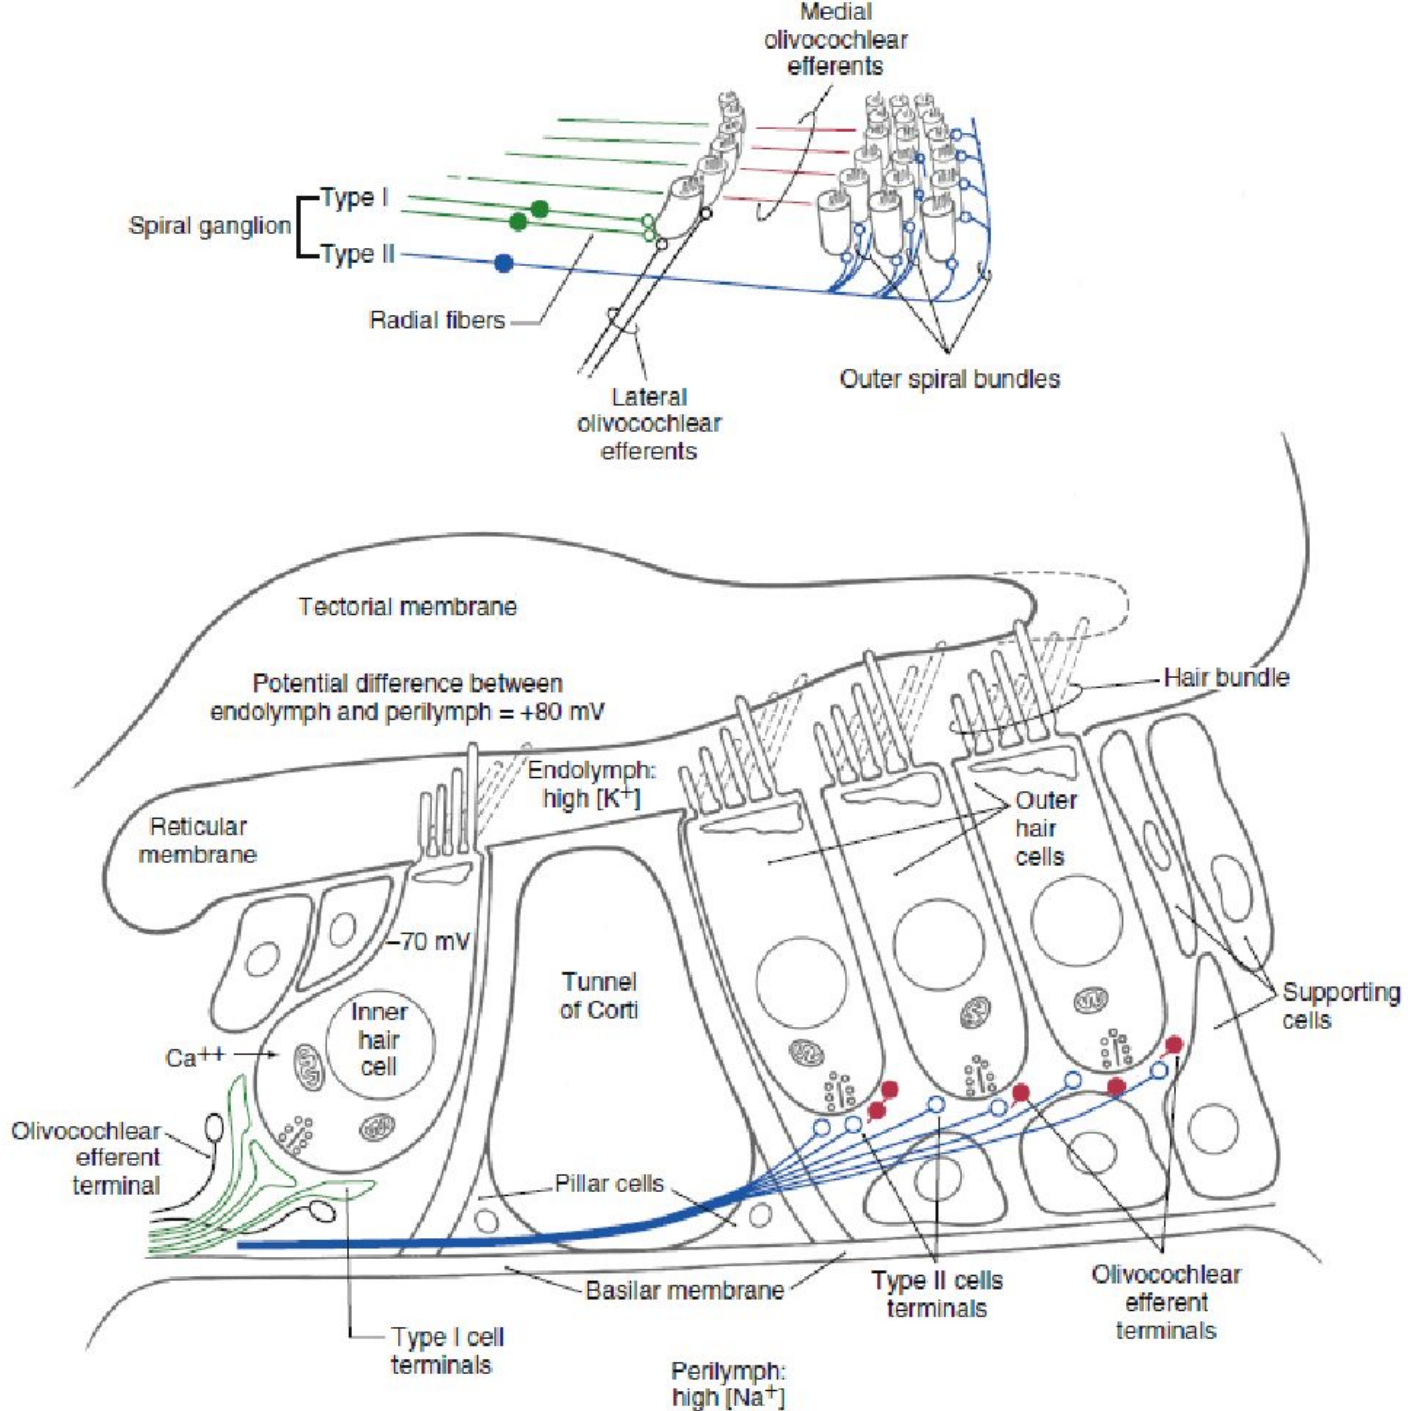 Medial
olivocochlear
efferents
Type I
Spiral ganglion
Type II
Radial fibers
Outer spiral bundles
Lateral
olivocochlear
efferents
Tectorial membrane
Potential difference between
endolymph and perilymph = +80 mV
Hair bundle
Endolymph:
high [K+]
Reticular
membrane
Outer
hair
cells
–70 mV
Tunnel
of Corti
Supporting
cells
Inner
hair
cell
Ca++
Olivocochlear
efferent
terminal
Pillar cells
Basilar membrane
Type II cells
terminals
Olivocochlear
efferent
terminals
Type I cell
terminals
Perilymph:
high [Na+]